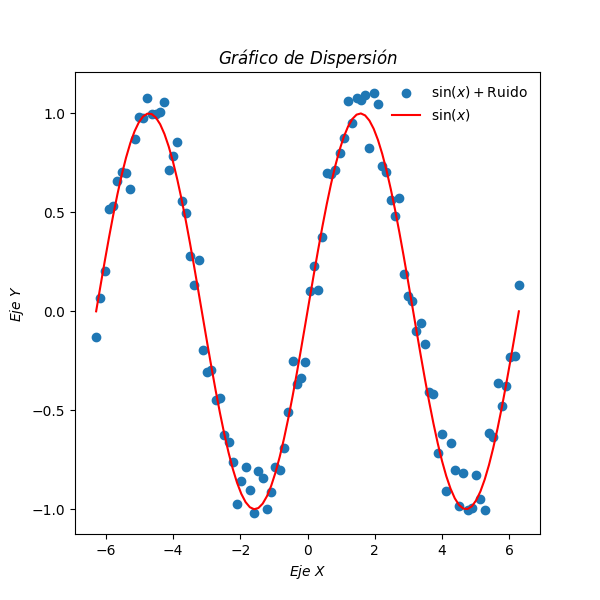 Gráfico de Dispersión
sin(x) + Ruido
sin(x)
1.0
0.5
0.0
−0.5
−1.0
Eje Y
−6 −4 −2 0 2 4 6
Eje X